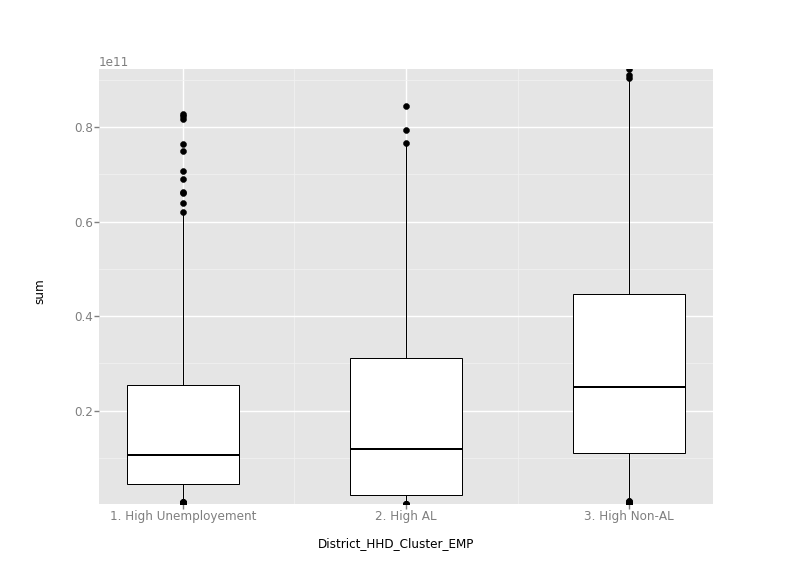 1e11
0.8
0.6
0.4
0.2
sum
1. High Unemployement
2. High AL
3. High Non-AL
District_HHD_Cluster_EMP